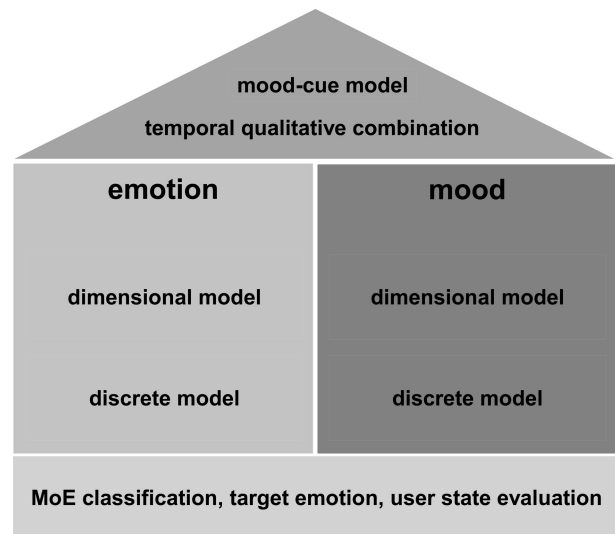 mood-cue model
temporal qualitative combination
emotion
mood
dimensional model
dimensional model
discrete model
discrete model
MoE classification, target emotion, user state evaluation